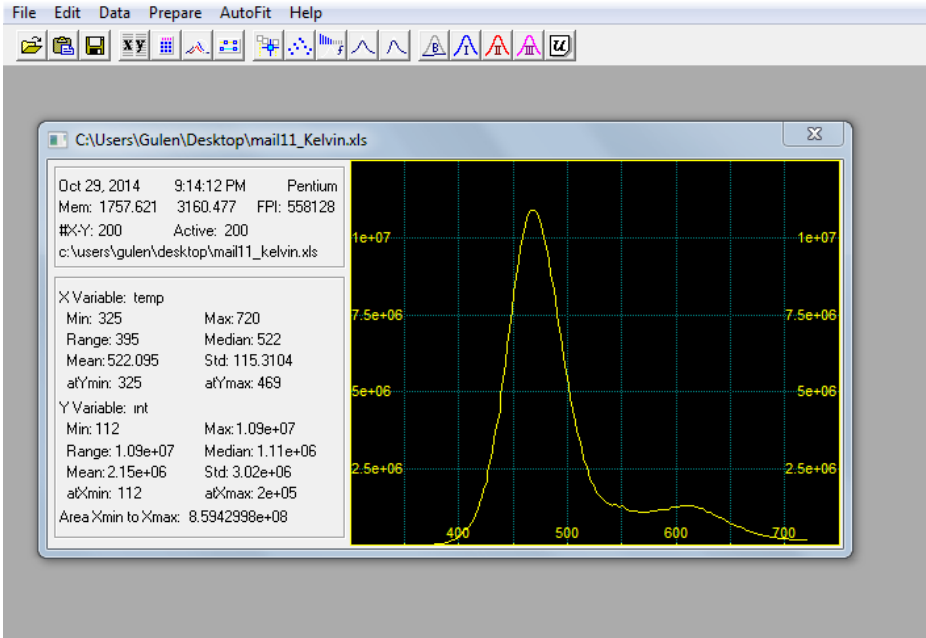 File Edit Data Prepare AutoFit Help
xy f B II III u
C:\Users\Gulen\Desktop\mail11_Kelvin.xls
Oct 29, 2014 9:14:12 PM Pentium
Mem: 1757.621 3160.477 FPI: 558128
#X-Y: 200 Active: 200
c:\users\gulen\desktop\mail11_kelvin.xls
X Variable: temp
Min: 325 Max: 720
Range: 395 Median: 522
Mean: 522.095 Std: 115.3104
atYmin: 325 atYmax: 469
Y Variable: ınt
Min: 112 Max: 1.09e+07
Range: 1.09e+07 Median: 1.11e+06
Mean: 2.15e+06 Std: 3.02e+06
atXmin: 112 atXmax: 2e+05
Area Xmin to Xmax: 8.5942998e+08
1e+07 1e+07
7.5e+06 7.5e+06
5e+06 5e+06
2.5e+06 2.5e+06
400 500 600 700